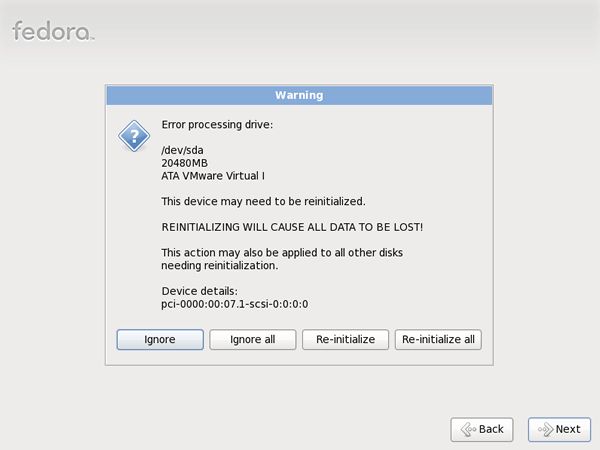 fedora
Warning
Error processing drive:
/dev/sda
20480MB
ATA VMware Virtual I
This device may need to be reinitialized.
REINITIALIZING WILL CAUSE ALL DATA TO BE LOST!
This action may also be applied to all other disks
needing reinitialization.
Device details:
pci-0000:00:07.1-scsi-0:0:0:0
Ignore
Ignore all
Re-initialize
Re-initialize all
Back
Next